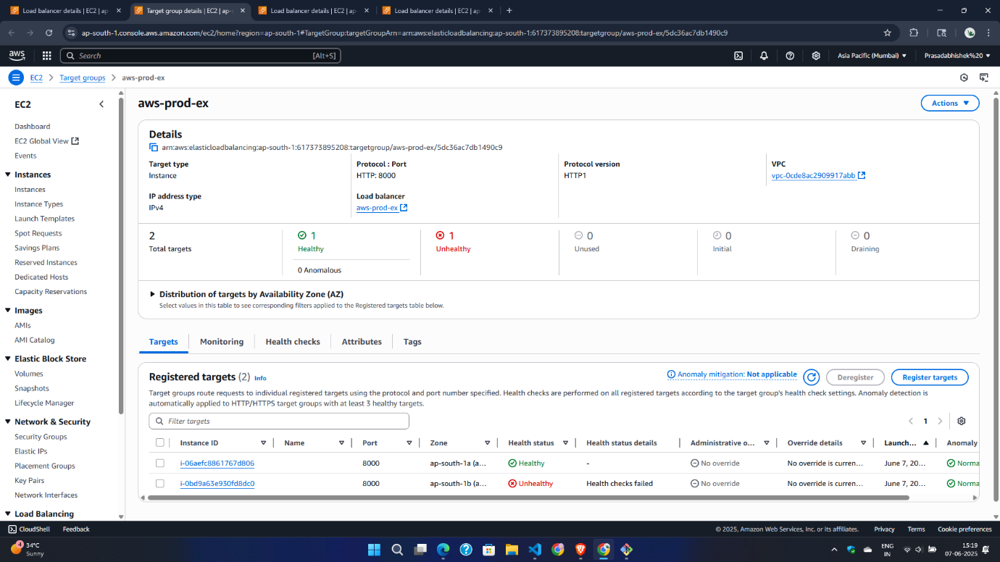 Load balancer details | EC2 | ap-
Target group details | EC2 | ap-s
Load balancer details | EC2 | ap-
Load balancer details | EC2 | ap-
ap-south-1.console.aws.amazon.com/ec2/home?region=ap-south-1#TargetGroup:targetGroupArn=arn:aws:elasticloadbalancing:ap-south-1:617373895208:targetgroup/aws-prod-ex/5dc36ac7db1490c9
aws
Search
[Alt+S]
Asia Pacific (Mumbai)
Prasadabhishek%20
EC2
Target groups
aws-prod-ex
EC2
Dashboard
EC2 Global View
Events
Instances
Instances
Instance Types
Launch Templates
Spot Requests
Savings Plans
Reserved Instances
Dedicated Hosts
Capacity Reservations
Images
AMIs
AMI Catalog
Elastic Block Store
Volumes
Snapshots
Lifecycle Manager
Network & Security
Security Groups
Elastic IPs
Placement Groups
Key Pairs
Network Interfaces
Load Balancing
aws-prod-ex
Actions
Details
arn:aws:elasticloadbalancing:ap-south-1:617373895208:targetgroup/aws-prod-ex/5dc36ac7db1490c9
Target type
Instance
Protocol : Port
HTTP: 8000
Protocol version
HTTP1
VPC
vpc-0cde8ac2909917abb
IP address type
IPv4
Load balancer
aws-prod-ex
2
Total targets
1
Healthy
0 Anomalous
1
Unhealthy
0
Unused
0
Initial
0
Draining
Distribution of targets by Availability Zone (AZ)
Select values in this table to see corresponding filters applied to the Registered targets table below.
Targets
Monitoring
Health checks
Attributes
Tags
Registered targets (2) Info
Anomaly mitigation: Not applicable
Deregister
Register targets
Target groups route requests to individual registered targets using the protocol and port number specified. Health checks are performed on all registered targets according to the target group's health check settings. Anomaly detection is
automatically applied to HTTP/HTTPS target groups with at least 3 healthy targets.
Filter targets
1
Instance ID Name Port Zone Health status Health status details Administrative o... Override details Launch... Anomaly
i-06aefc8861767d806 8000 ap-south-1a (a... Healthy - No override No override is curren... June 7, 20... Norma
i-0bd9a63e930fd8dc0 8000 ap-south-1b (a... Unhealthy Health checks failed No override No override is curren... June 7, 20... Norma
CloudShell
Feedback
© 2025, Amazon Web Services, Inc. or its affiliates.
Privacy
Terms
Cookie preferences
4
34°C
Sunny
ENG
IN
15:19
07-06-2025